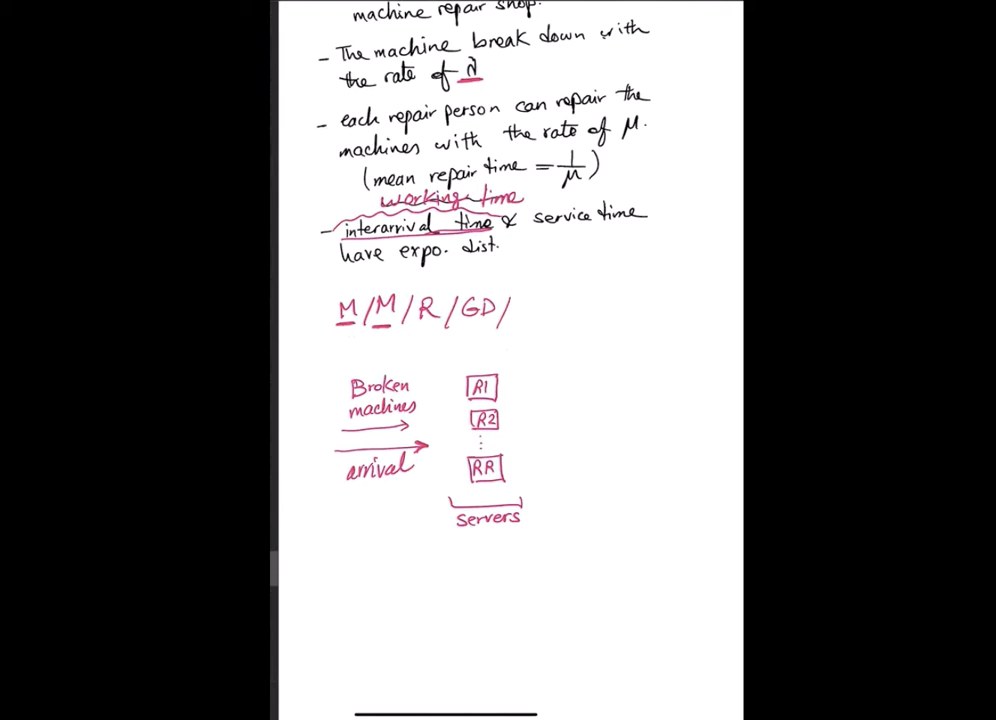 machine repair shop.
- The machine break down with
the rate of λ
- each repair person can repair the
machines with the rate of μ.
(mean repair time = 1/μ)
working time
- interarrival time & service time
have expo. dist.
M/M/R/GD/
Broken
machines
arrival
R1
R2
⋮
RR
servers